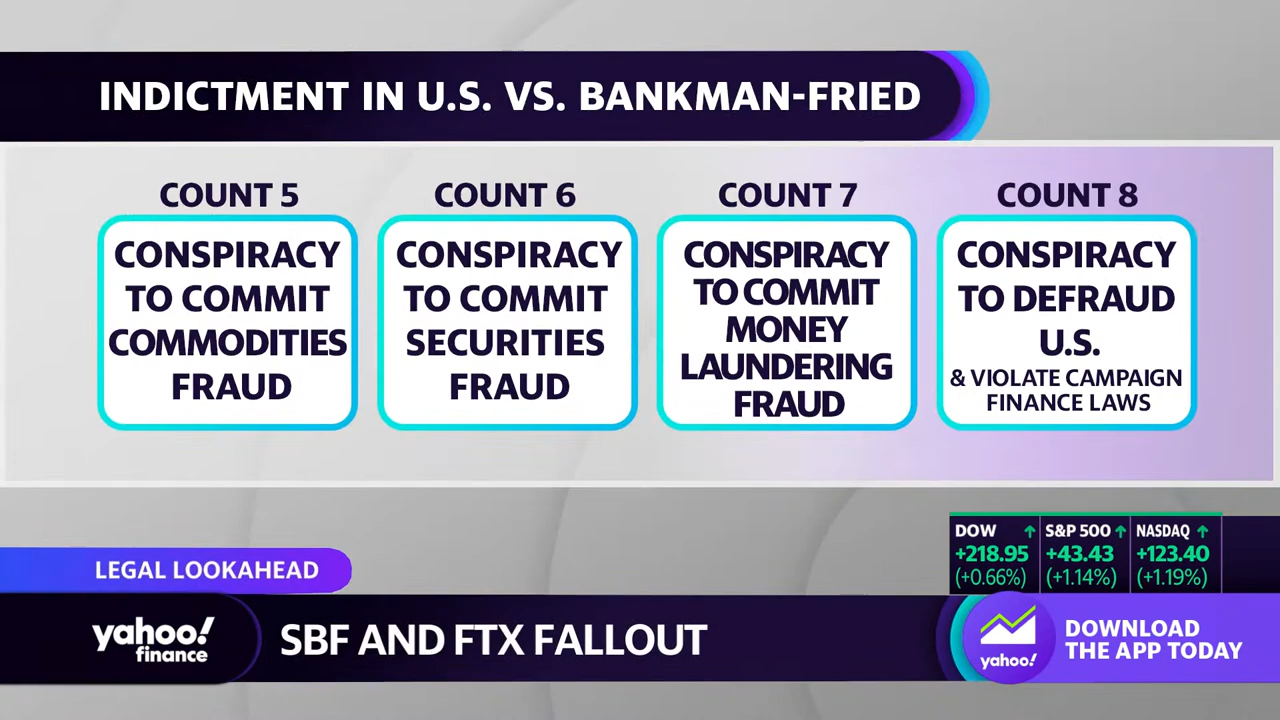 INDICTMENT IN U.S. VS. BANKMAN-FRIED
COUNT 5
CONSPIRACY
TO COMMIT
COMMODITIES
FRAUD
COUNT 6
CONSPIRACY
TO COMMIT
SECURITIES
FRAUD
COUNT 7
CONSPIRACY
TO COMMIT
MONEY
LAUNDERING
FRAUD
COUNT 8
CONSPIRACY
TO DEFRAUD
U.S.
& VIOLATE CAMPAIGN
FINANCE LAWS
DOW
+218.95
(+0.66%)
S&P 500
+43.43
(+1.14%)
NASDAQ
+123.40
(+1.19%)
LEGAL LOOKAHEAD
yahoo!
finance
SBF AND FTX FALLOUT
yahoo!
DOWNLOAD
THE APP TODAY